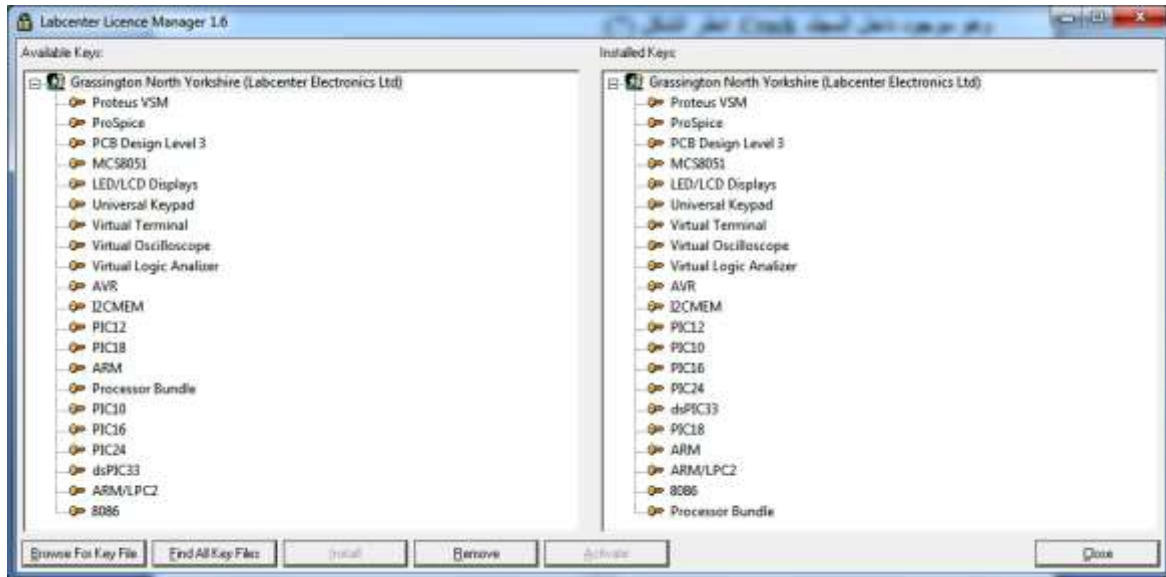 Labcenter Licence Manager 1.6
Available Keys:
Grassington North Yorkshire (Labcenter Electronics Ltd)
Proteus VSM
ProSpice
PCB Design Level 3
MCS8051
LED/LCD Displays
Universal Keypad
Virtual Terminal
Virtual Oscilloscope
Virtual Logic Analizer
AVR
I2CMEM
PIC12
PIC18
ARM
Processor Bundle
PIC10
PIC16
PIC24
dsPIC33
ARM/LPC2
8086
Installed Keys:
Grassington North Yorkshire (Labcenter Electronics Ltd)
Proteus VSM
ProSpice
PCB Design Level 3
MCS8051
LED/LCD Displays
Universal Keypad
Virtual Terminal
Virtual Oscilloscope
Virtual Logic Analizer
AVR
I2CMEM
PIC12
PIC10
PIC16
PIC24
dsPIC33
PIC18
ARM
ARM/LPC2
8086
Processor Bundle
Browse For Key File
Find All Key Files
Install
Remove
Activate
Close